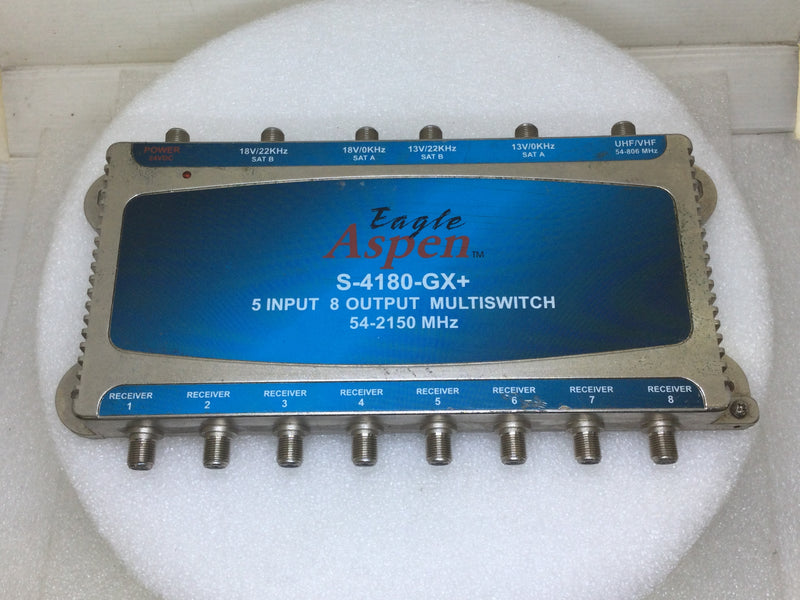 POWER 18V/22KHz 18V/0KHz 13V/22KHz 13V/0KHz UHF/VHF
24VDC SAT B SAT A SAT B SAT A 54-806 MHz
Eagle
Aspen TM
S-4180-GX+
5 INPUT 8 OUTPUT MULTISWITCH
54-2150 MHz
RECEIVER RECEIVER RECEIVER RECEIVER RECEIVER RECEIVER RECEIVER RECEIVER
1 2 3 4 5 6 7 8